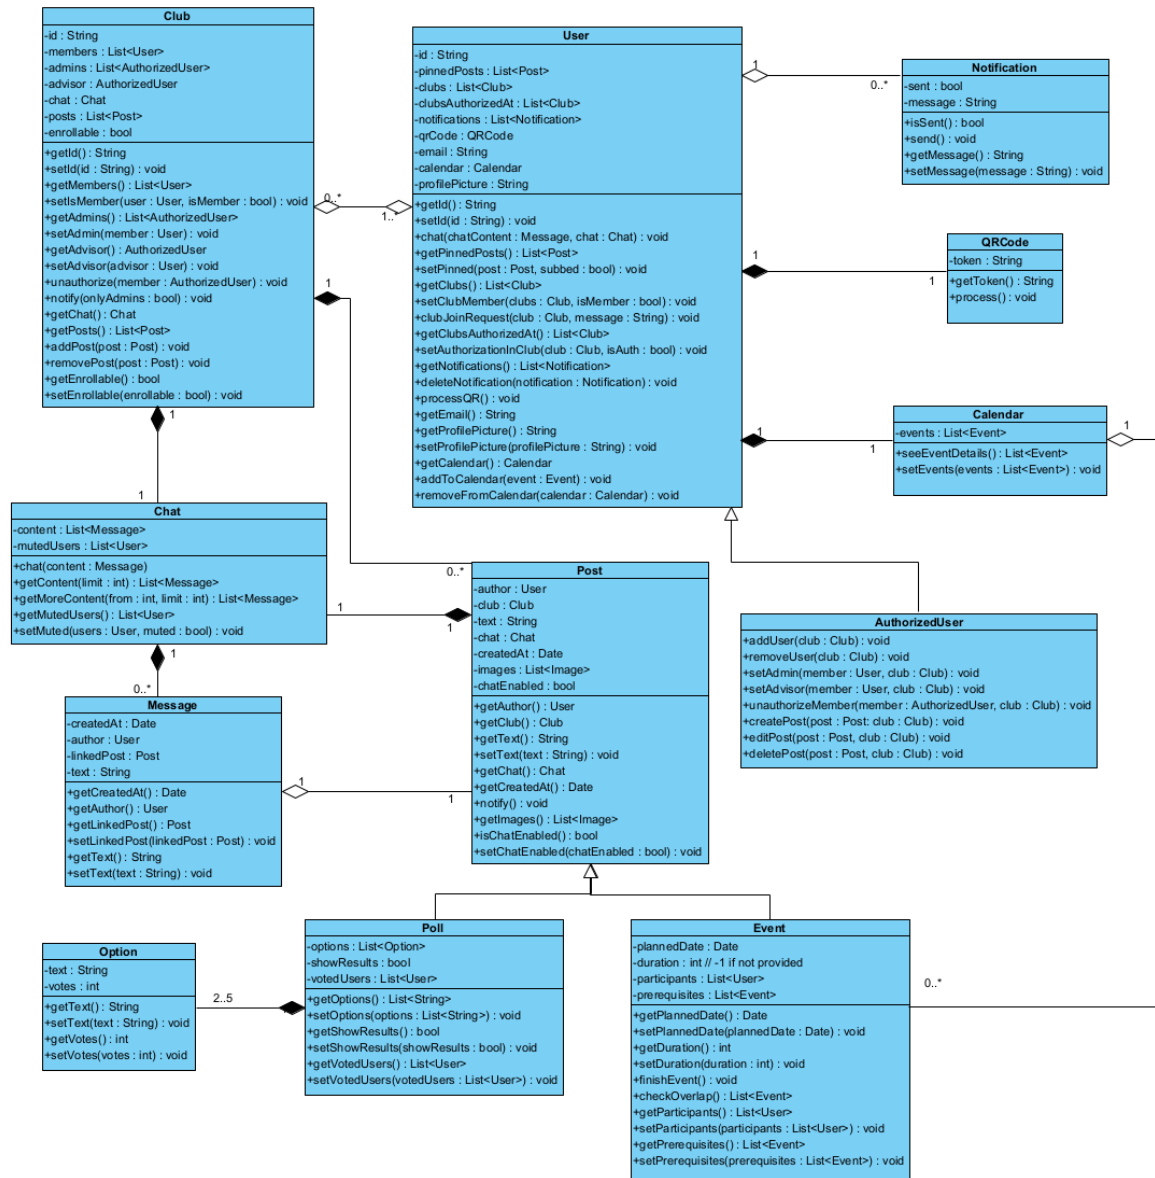 Club
-id : String
-members : List<User>
-admins : List<AuthorizedUser>
-advisor : AuthorizedUser
-chat : Chat
-posts : List<Post>
-enrollable : bool
+getId() : String
+setId(id : String) : void
+getMembers() : List<User>
+setIsMember(user : User, isMember : bool) : void
+getAdmins() : List<AuthorizedUser>
+setAdmin(member : User) : void
+getAdvisor() : AuthorizedUser
+setAdvisor(advisor : User) : void
+unauthorize(member : AuthorizedUser) : void
+notify(onlyAdmins : bool) : void
+getChat() : Chat
+getPosts() : List<Post>
+addPost(post : Post) : void
+removePost(post : Post) : void
+getEnrollable() : bool
+setEnrollable(enrollable : bool) : void
0..*
1..*
1
1
User
-id : String
-pinnedPosts : List<Post>
-clubs : List<Club>
-clubsAuthorizedAt : List<Club>
-notifications : List<Notification>
-qrCode : QRCode
-email : String
-calendar : Calendar
-profilePicture : String
+getId() : String
+setId(id : String) : void
+chat(chatContent : Message, chat : Chat) : void
+getPinnedPosts() : List<Post>
+setPinned(post : Post, subbed : bool) : void
+getClubs() : List<Club>
+setClubMember(clubs : Club, isMember : bool) : void
+clubJoinRequest(club : Club, message : String) : void
+getClubsAuthorizedAt() : List<Club>
+setAuthorizationInClub(club : Club, isAuth : bool) : void
+getNotifications() : List<Notification>
+deleteNotification(notification : Notification) : void
+processQR() : void
+getEmail() : String
+getProfilePicture() : String
+setProfilePicture(profilePicture : String) : void
+getCalendar() : Calendar
+addToCalendar(event : Event) : void
+removeFromCalendar(calendar : Calendar) : void
1
0..*
Notification
-sent : bool
-message : String
+isSent() : bool
+send() : void
+getMessage() : String
+setMessage(message : String) : void
1
1
QRCode
-token : String
+getToken() : String
+process() : void
1
1
Calendar
-events : List<Event>
+seeEventDetails() : List<Event>
+setEvents(events : List<Event>) : void
1
1
Chat
-content : List<Message>
-mutedUsers : List<User>
+chat(content : Message)
+getContent(limit : int) : List<Message>
+getMoreContent(from : int, limit : int) : List<Message>
+getMutedUsers() : List<User>
+setMuted(users : User, muted : bool) : void
1
1
1
0..*
0..*
Post
-author : User
-club : Club
-text : String
-chat : Chat
-createdAt : Date
-images : List<Image>
-chatEnabled : bool
+getAuthor() : User
+getClub() : Club
+getText() : String
+setText(text : String) : void
+getChat() : Chat
+getCreatedAt() : Date
+notify() : void
+getImages() : List<Image>
+isChatEnabled() : bool
+setChatEnabled(chatEnabled : bool) : void
AuthorizedUser
+addUser(club : Club) : void
+removeUser(club : Club) : void
+setAdmin(member : User, club : Club) : void
+setAdvisor(member : User, club : Club) : void
+unauthorizeMember(member : AuthorizedUser, club : Club) : void
+createPost(post : Post: club : Club) : void
+editPost(post : Post, club : Club) : void
+deletePost(post : Post, club : Club) : void
Message
-createdAt : Date
-author : User
-linkedPost : Post
-text : String
+getCreatedAt() : Date
+getAuthor() : User
+getLinkedPost() : Post
+setLinkedPost(linkedPost : Post) : void
+getText() : String
+setText(text : String) : void
1
1
Option
-text : String
-votes : int
+getText() : String
+setText(text : String) : void
+getVotes() : int
+setVotes(votes : int) : void
2..5
Poll
-options : List<Option>
-showResults : bool
-votedUsers : List<User>
+getOptions() : List<String>
+setOptions(options : List<String>) : void
+getShowResults() : bool
+setShowResults(showResults : bool) : void
+getVotedUsers() : List<User>
+setVotedUsers(votedUsers : List<User>) : void
Event
-plannedDate : Date
-duration : int // -1 if not provided
-participants : List<User>
-prerequisites : List<Event>
+getPlannedDate() : Date
+setPlannedDate(plannedDate : Date) : void
+getDuration() : int
+setDuration(duration : int) : void
+finishEvent() : void
+checkOverlap() : List<Event>
+getParticipants() : List<User>
+setParticipants(participants : List<User>) : void
+getPrerequisites() : List<Event>
+setPrerequisites(prerequisites : List<Event>) : void
0..*